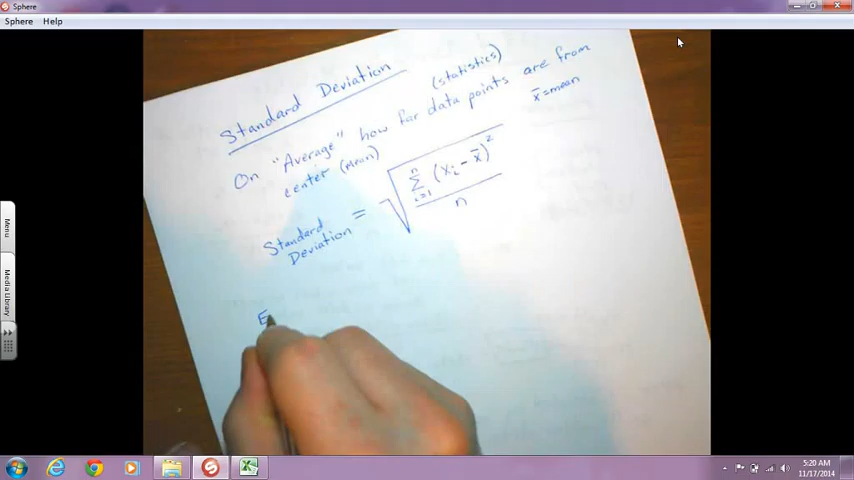 Sphere
Sphere Help
Standard Deviation
(statistics)
On "Average" how far data points are from
center (mean)
x̄ = mean
Standard
Deviation = √(∑ᵢ₌₁ⁿ (xᵢ - x̄)² / n)
E
Menu
Media Library
5:20 AM
11/17/2014